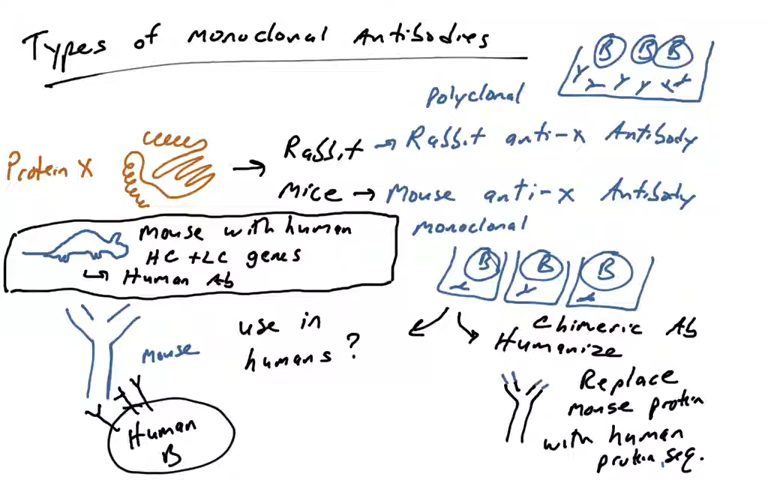 Types of Monoclonal Antibodies
B B B
Polyclonal
Protein X → Rabbit → Rabbit anti-x Antibody
Mice → Mouse anti-x Antibody
monoclonal
Mouse with human
HC + LC genes
↳ Human Ab
B B B
Mouse
use in
humans?
Chimeric Ab
Humanize
Replace
mouse protein
with human
protein seq.
Human
B